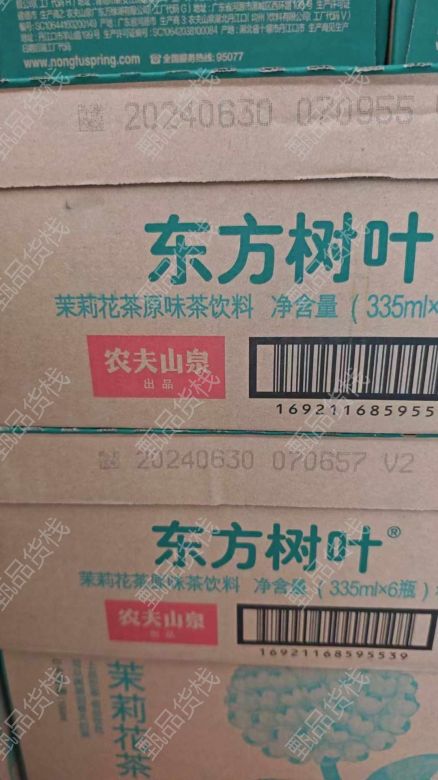 www.nongfuspring.com ☎全国服务热线: 95077
20240630 070955
东方树叶
茉莉花茶原味茶饮料 净含量(335ml×
农夫山泉
出品
16921168595
20240630 070657 V2
东方树叶®
茉莉花茶原味茶饮料 净含量(335ml×6瓶)
农夫山泉
出品
16921168595539
茉莉花茶
甄品货栈